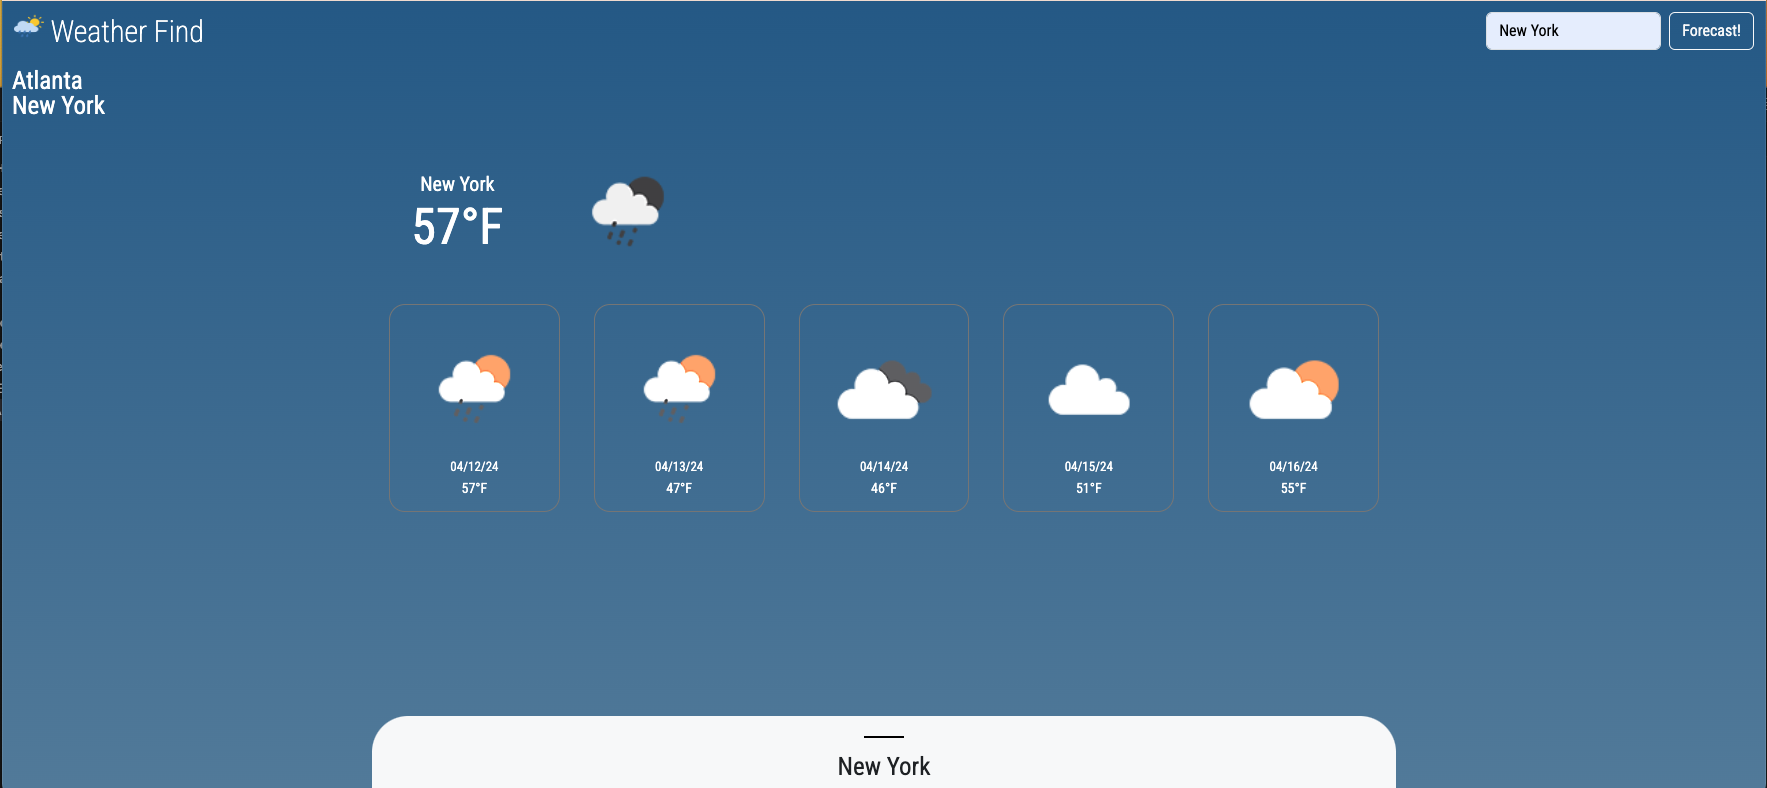 Weather Find
New York
Forecast!
Atlanta
New York
New York
57°F
04/12/24
57°F
04/13/24
47°F
04/14/24
46°F
04/15/24
51°F
04/16/24
55°F
New York